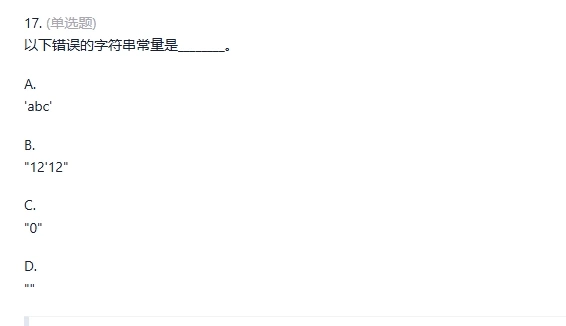 17. (单选题)
以下错误的字符串常量是________。
A.
'abc'
B.
"12'12"
C.
"0"
D.
""